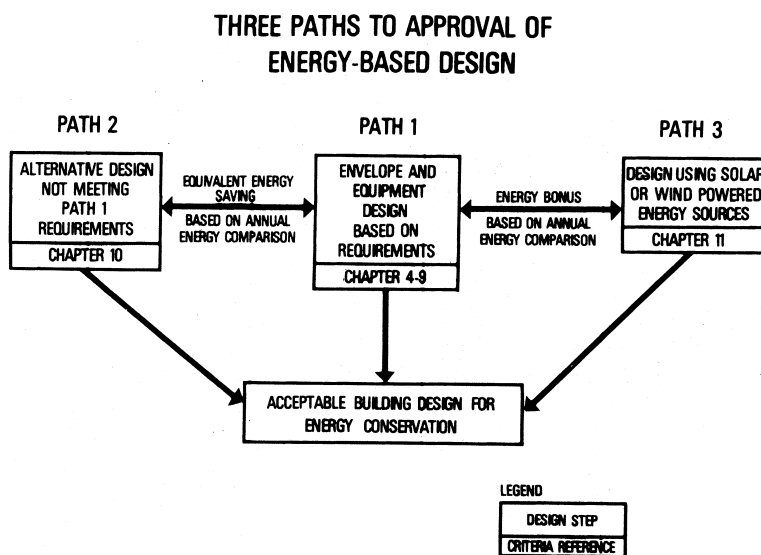 THREE PATHS TO APPROVAL OF
ENERGY-BASED DESIGN
PATH 2
ALTERNATIVE DESIGN
NOT MEETING
PATH 1
REQUIREMENTS
CHAPTER 10
EQUIVALENT ENERGY
SAVING
BASED ON ANNUAL
ENERGY COMPARISON
PATH 1
ENVELOPE AND
EQUIPMENT
DESIGN
BASED ON
REQUIREMENTS
CHAPTER 4-9
ENERGY BONUS
BASED ON ANNUAL
ENERGY COMPARISON
PATH 3
DESIGN USING SOLAR
OR WIND POWERED
ENERGY SOURCES
CHAPTER 11
ACCEPTABLE BUILDING DESIGN FOR
ENERGY CONSERVATION
LEGEND
DESIGN STEP
CRITERIA REFERENCE